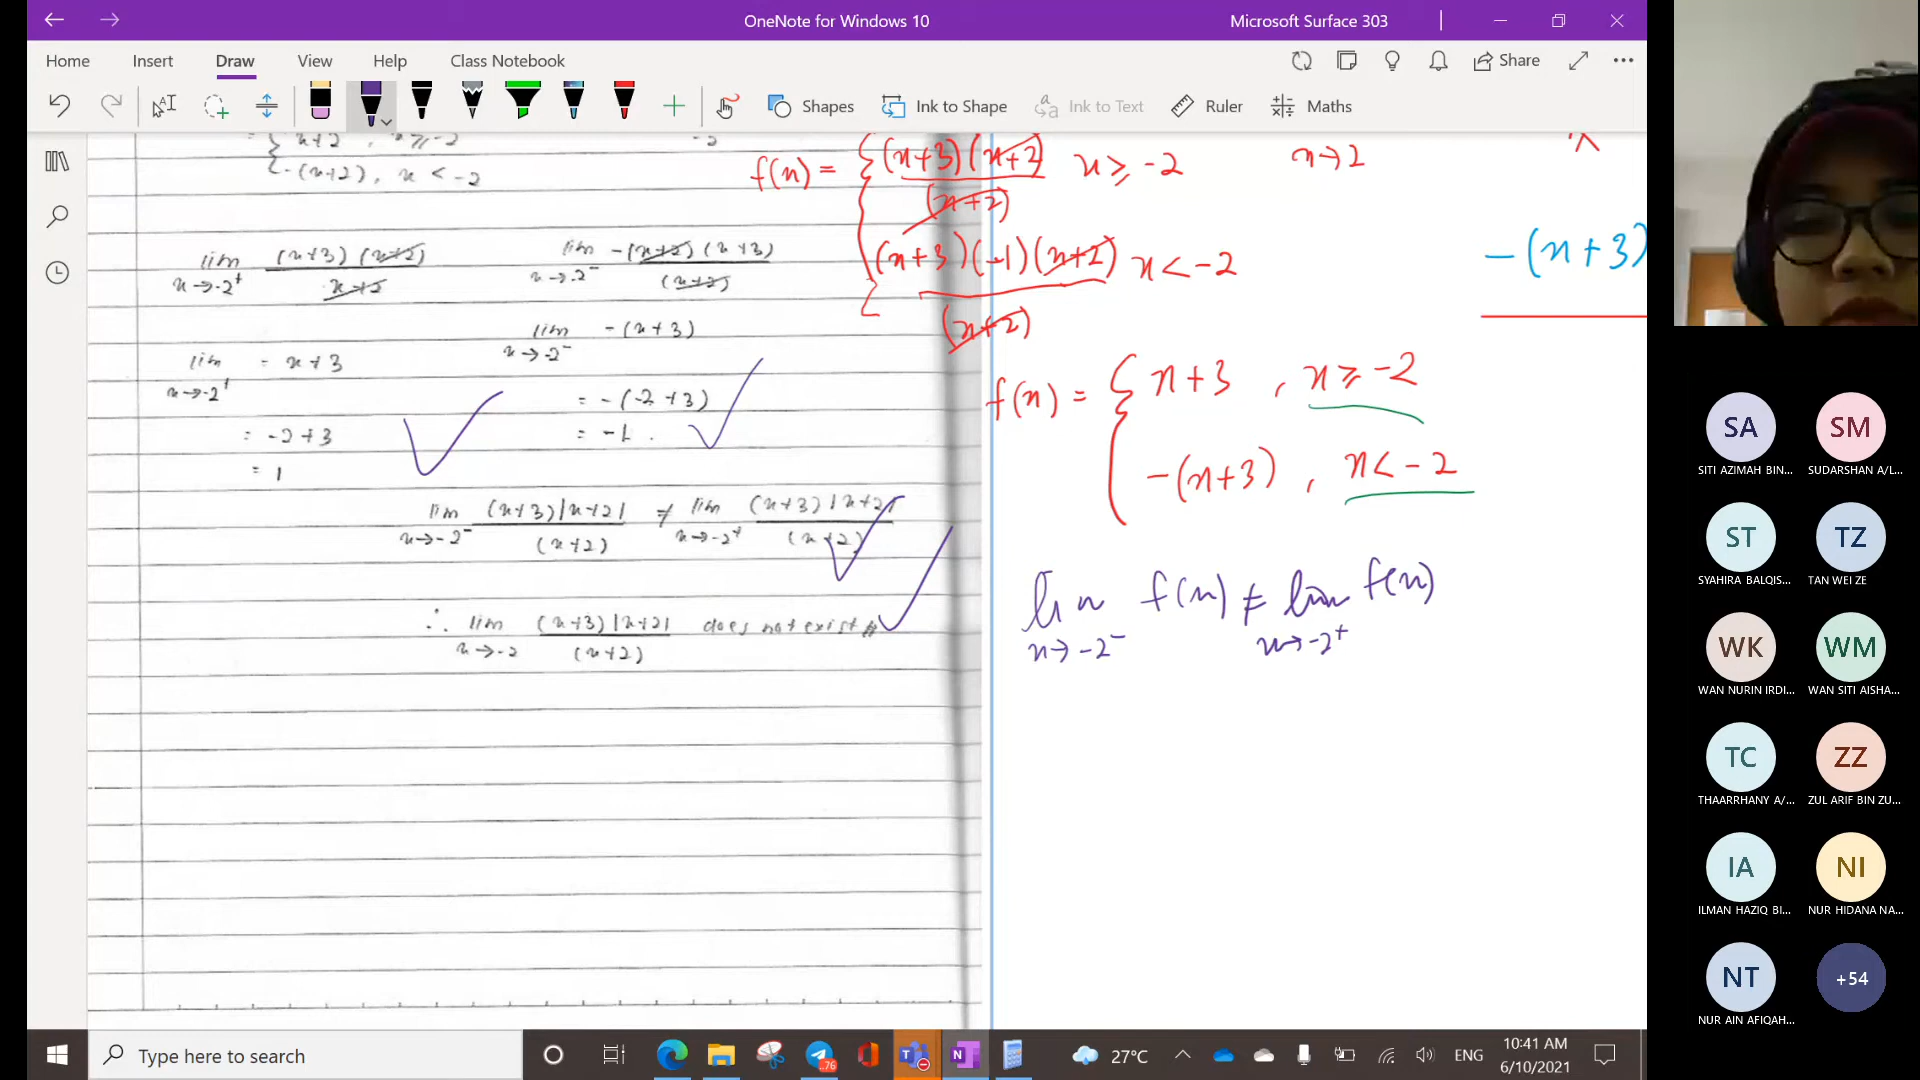 OneNote for Windows 10
Microsoft Surface 303
Home Insert Draw View Help Class Notebook
Share
Shapes Ink to Shape Ink to Text Ruler Maths
x+2 , x ≥ -2
-(x+2), x < -2
-2
lim x→-2⁺ (x+3)(x+2)/x+2
lim x→-2⁻ -(x+2)(x+3)/(x+2)
lim x→-2⁻ -(x+3)
lim x→-2⁺ = x+3
= -(-2+3)
= -2+3
= -1.
= 1
lim x→-2⁻ (x+3)|x+2|/(x+2) ≠ lim x→-2⁺ (x+3)|x+2|/(x+2)
∴ lim x→-2 (x+3)|x+2|/(x+2) does not exist
f(x) = { (x+3)(x+2)/(x+2) x ≥ -2
(x+3)(-1)(x+2)/(x+2) x < -2
x→2
-(x+3)
f(x) = { x+3 , x ≥ -2
-(x+3) , x < -2
lim x→-2⁻ f(x) ≠ lim x→-2⁺ f(x)
SA SM
SITI AZIMAH BIN... SUDARSHAN A/L...
ST TZ
SYAHIRA BALQIS... TAN WEI ZE
WK WM
WAN NURIN IRDI... WAN SITI AISHA...
TC ZZ
THAARRHANY A/... ZUL ARIF BIN ZU...
IA NI
ILMAN HAZIQ BI... NUR HIDANA NA...
NT +54
NUR AIN AFIQAH...
Type here to search
76
27°C
ENG
10:41 AM
6/10/2021